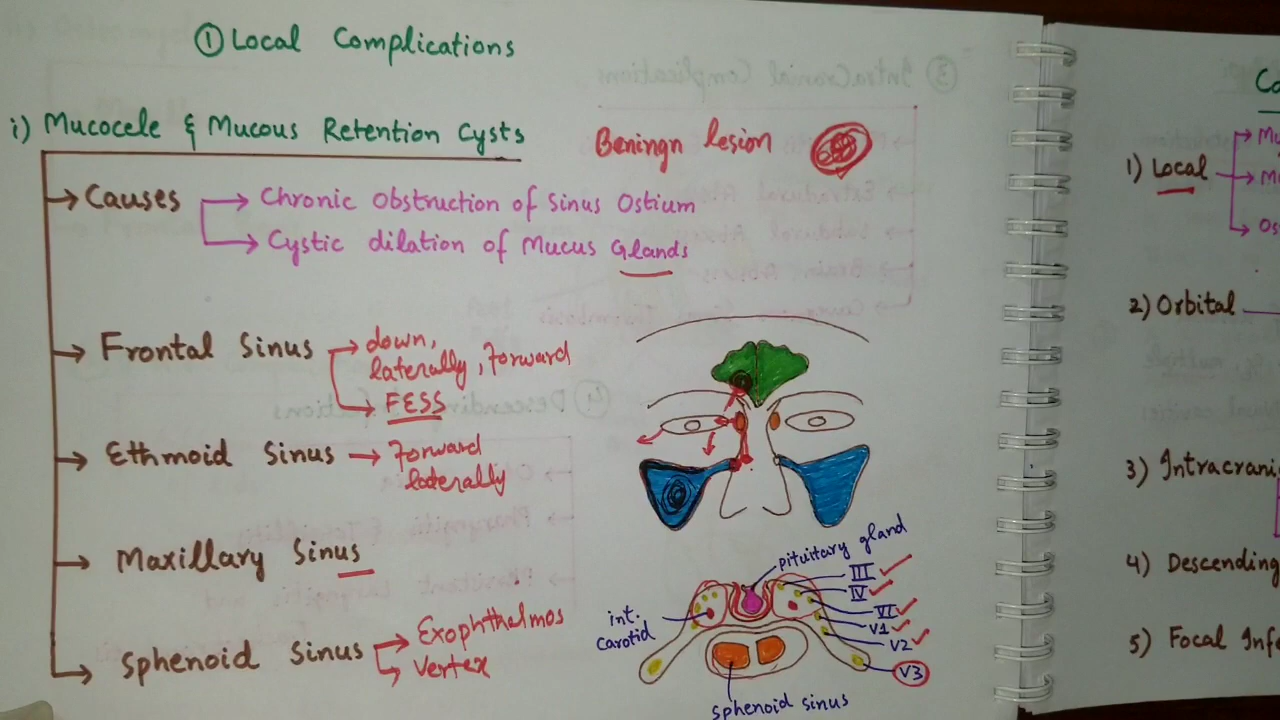 ① Local Complications
i) Mucocele & Mucous Retention Cysts
Beningn lesion
Causes
Chronic Obstruction of Sinus Ostium
Cystic dilation of Mucus Glands
Frontal Sinus
down,
laterally, forward
FESS
Ethmoid Sinus
Forward
laterally
Maxillary Sinus
Sphenoid Sinus
Exophthelmos
Vertex
pituitary gland
III
IV
VI
V1
V2
V3
int.
carotid
sphenoid sinus
1) Local
2) Orbital
3) Intracrani
4) Descending
5) Focal Inf